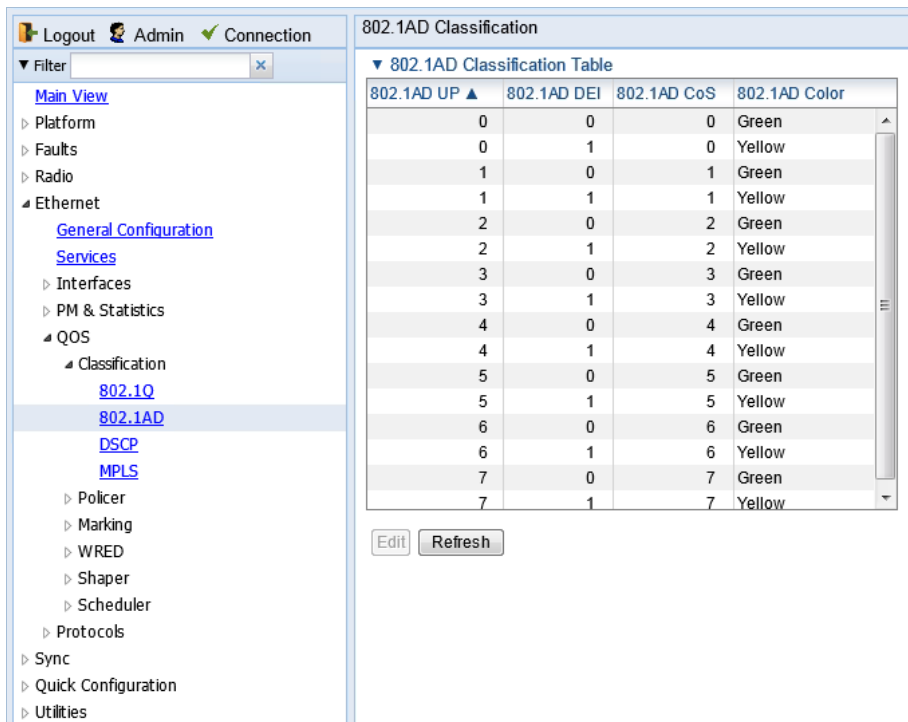 Logout Admin Connection
Filter
Main View
Platform
Faults
Radio
Ethernet
General Configuration
Services
Interfaces
PM & Statistics
QOS
Classification
802.1Q
802.1AD
DSCP
MPLS
Policer
Marking
WRED
Shaper
Scheduler
Protocols
Sync
Quick Configuration
Utilities
802.1AD Classification
▼ 802.1AD Classification Table
802.1AD UP ▲ 802.1AD DEI 802.1AD CoS 802.1AD Color
0 0 0 Green
0 1 0 Yellow
1 0 1 Green
1 1 1 Yellow
2 0 2 Green
2 1 2 Yellow
3 0 3 Green
3 1 3 Yellow
4 0 4 Green
4 1 4 Yellow
5 0 5 Green
5 1 5 Yellow
6 0 6 Green
6 1 6 Yellow
7 0 7 Green
7 1 7 Yellow
Edit Refresh